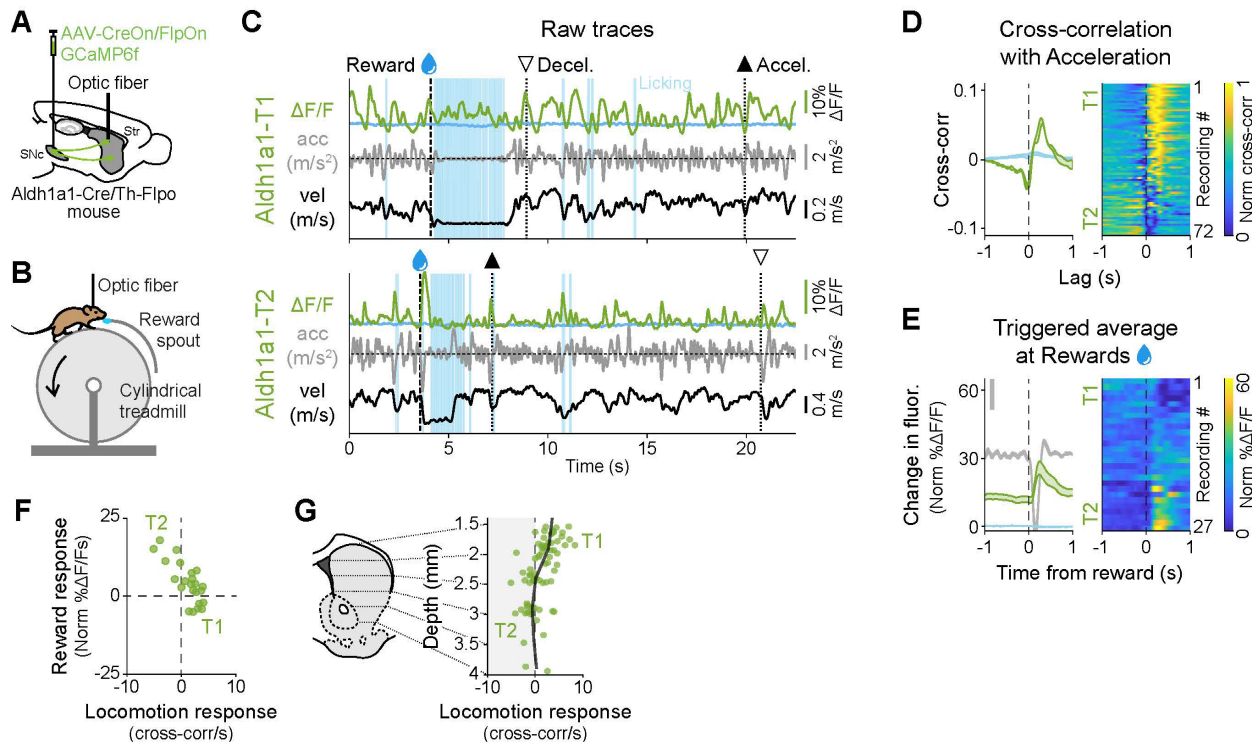 A
AAV-CreOn/FlpOn
GCaMP6f
Optic fiber
Str
SNc
Aldh1a1-Cre/Th-Flpo
mouse
B
Optic fiber
Reward
spout
Cylindrical
treadmill
C
Raw traces
Reward
Decel.
Accel.
Licking
Aldh1a1-T1
ΔF/F
acc
(m/s²)
vel
(m/s)
10%
ΔF/F
2
m/s²
0.2
m/s
Aldh1a1-T2
ΔF/F
acc
(m/s²)
vel
(m/s)
10%
ΔF/F
2
m/s²
0.4
m/s
0 5 10 15 20
Time (s)
D
Cross-correlation
with Acceleration
Cross-corr
0.1
0
-0.1
-1 0 1
T1
T2
-1 0 1
Lag (s)
1
Recording #
72
0 Norm cross-corr 1
E
Triggered average
at Rewards
Change in fluor.
(Norm %ΔF/F)
60
30
0
-1 0 1
T1
T2
-1 0 1
Time from reward (s)
1
Recording #
27
0 Norm %ΔF/F 60
F
Reward response
(Norm %ΔF/Fs)
25
0
-25
T2
T1
-10 0 10
Locomotion response
(cross-corr/s)
G
Depth (mm)
1.5
2
2.5
3
3.5
4
T1
T2
-10 0 10
Locomotion response
(cross-corr/s)